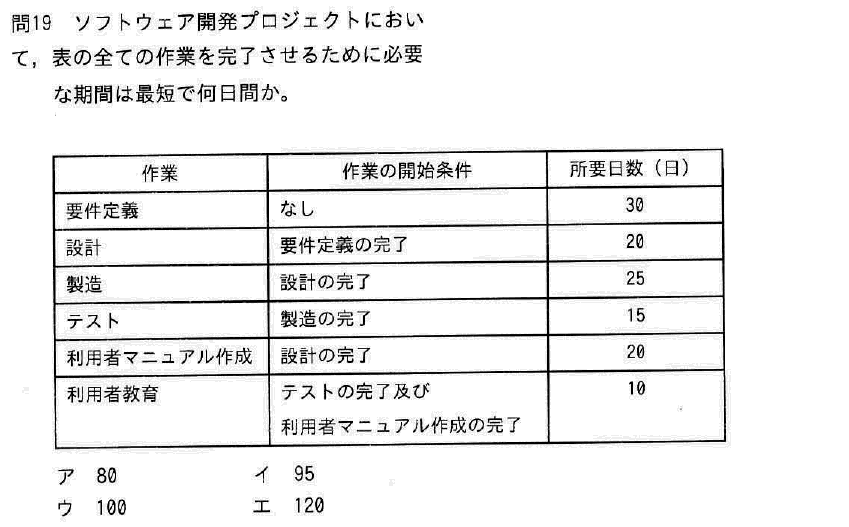 問19　ソフトウェア開発プロジェクトにおい
て，表の全ての作業を完了させるために必要
な期間は最短で何日間か。
作業　作業の開始条件　所要日数（日）
要件定義　なし　30
設計　要件定義の完了　20
製造　設計の完了　25
テスト　製造の完了　15
利用者マニュアル作成　設計の完了　20
利用者教育　テストの完了及び　10
利用者マニュアル作成の完了
ア　80　イ　95
ウ　100　エ　120